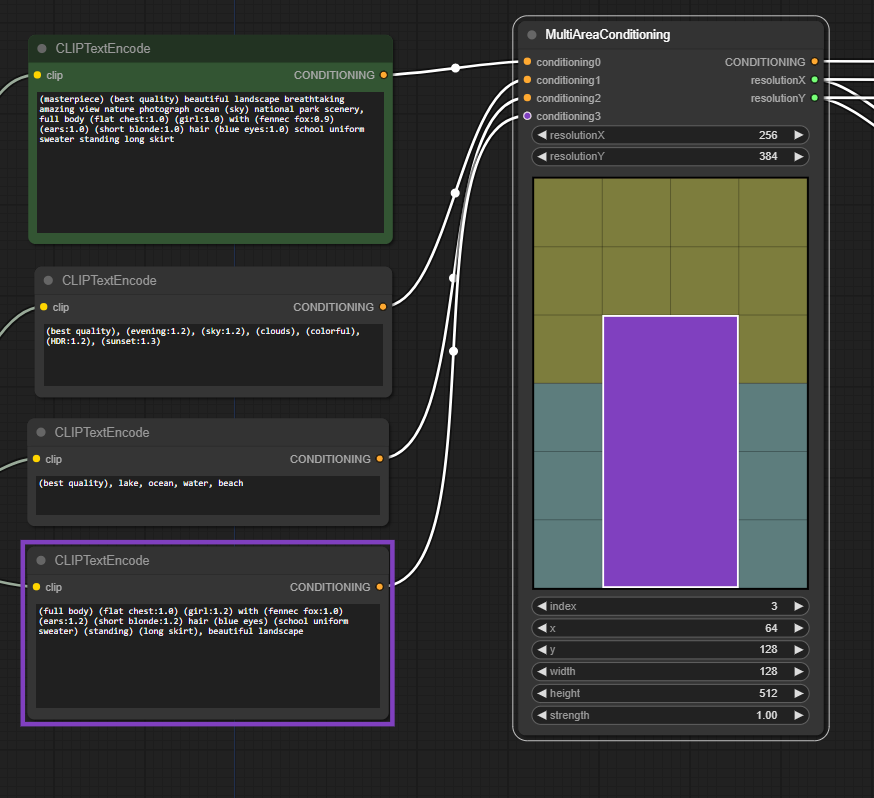 CLIPTextEncode
clip CONDITIONING
(masterpiece) (best quality) beautiful landscape breathtaking
amazing view nature photograph ocean (sky) national park scenery,
full body (flat chest:1.0) (girl:1.0) with (fennec fox:0.9)
(ears:1.0) (short blonde:1.0) hair (blue eyes:1.0) school uniform
sweater standing long skirt
CLIPTextEncode
clip CONDITIONING
(best quality), (evening:1.2), (sky:1.2), (clouds), (colorful),
(HDR:1.2), (sunset:1.3)
CLIPTextEncode
clip CONDITIONING
(best quality), lake, ocean, water, beach
CLIPTextEncode
clip CONDITIONING
(full body) (flat chest:1.0) (girl:1.2) with (fennec fox:1.0)
(ears:1.2) (short blonde:1.2) hair (blue eyes) (school uniform
sweater) (standing) (long skirt), beautiful landscape
MultiAreaConditioning
conditioning0 CONDITIONING
conditioning1 resolutionX
conditioning2 resolutionY
conditioning3
resolutionX 256
resolutionY 384
index 3
x 64
y 128
width 128
height 512
strength 1.00